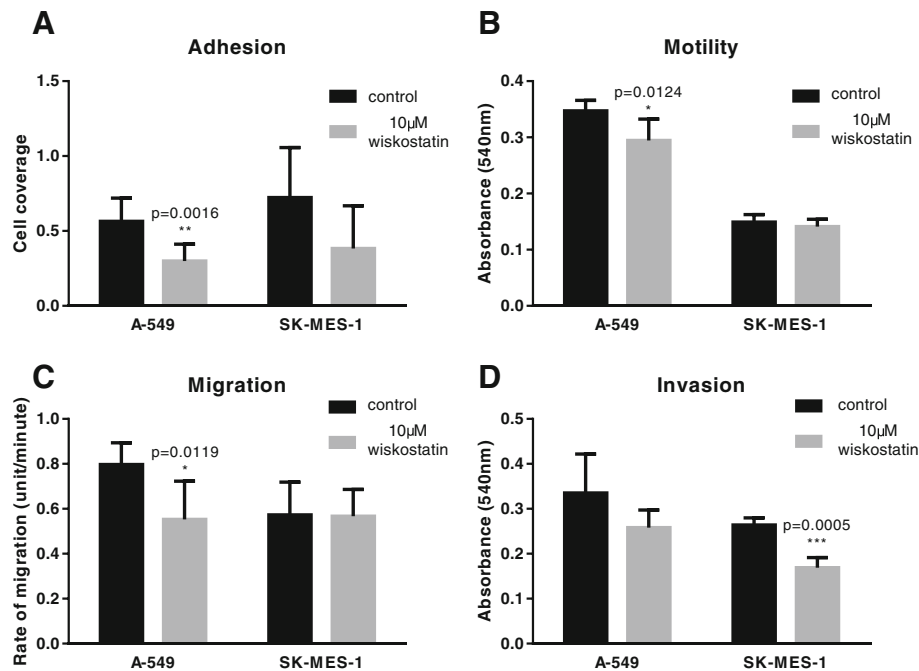 A
Adhesion
1.5
1.0
0.5
0.0
Cell coverage
control
10µM
wiskostatin
p=0.0016
**
A-549
SK-MES-1
B
Motility
0.4
0.3
0.2
0.1
0.0
Absorbance (540nm)
control
10µM
wiskostatin
p=0.0124
*
A-549
SK-MES-1
C
Migration
1.0
0.8
0.6
0.4
0.2
0.0
Rate of migration (unit/minute)
control
10µM
wiskostatin
p=0.0119
*
A-549
SK-MES-1
D
Invasion
0.5
0.4
0.3
0.2
0.1
0.0
Absorbance (540nm)
control
10µM
wiskostatin
p=0.0005
***
A-549
SK-MES-1